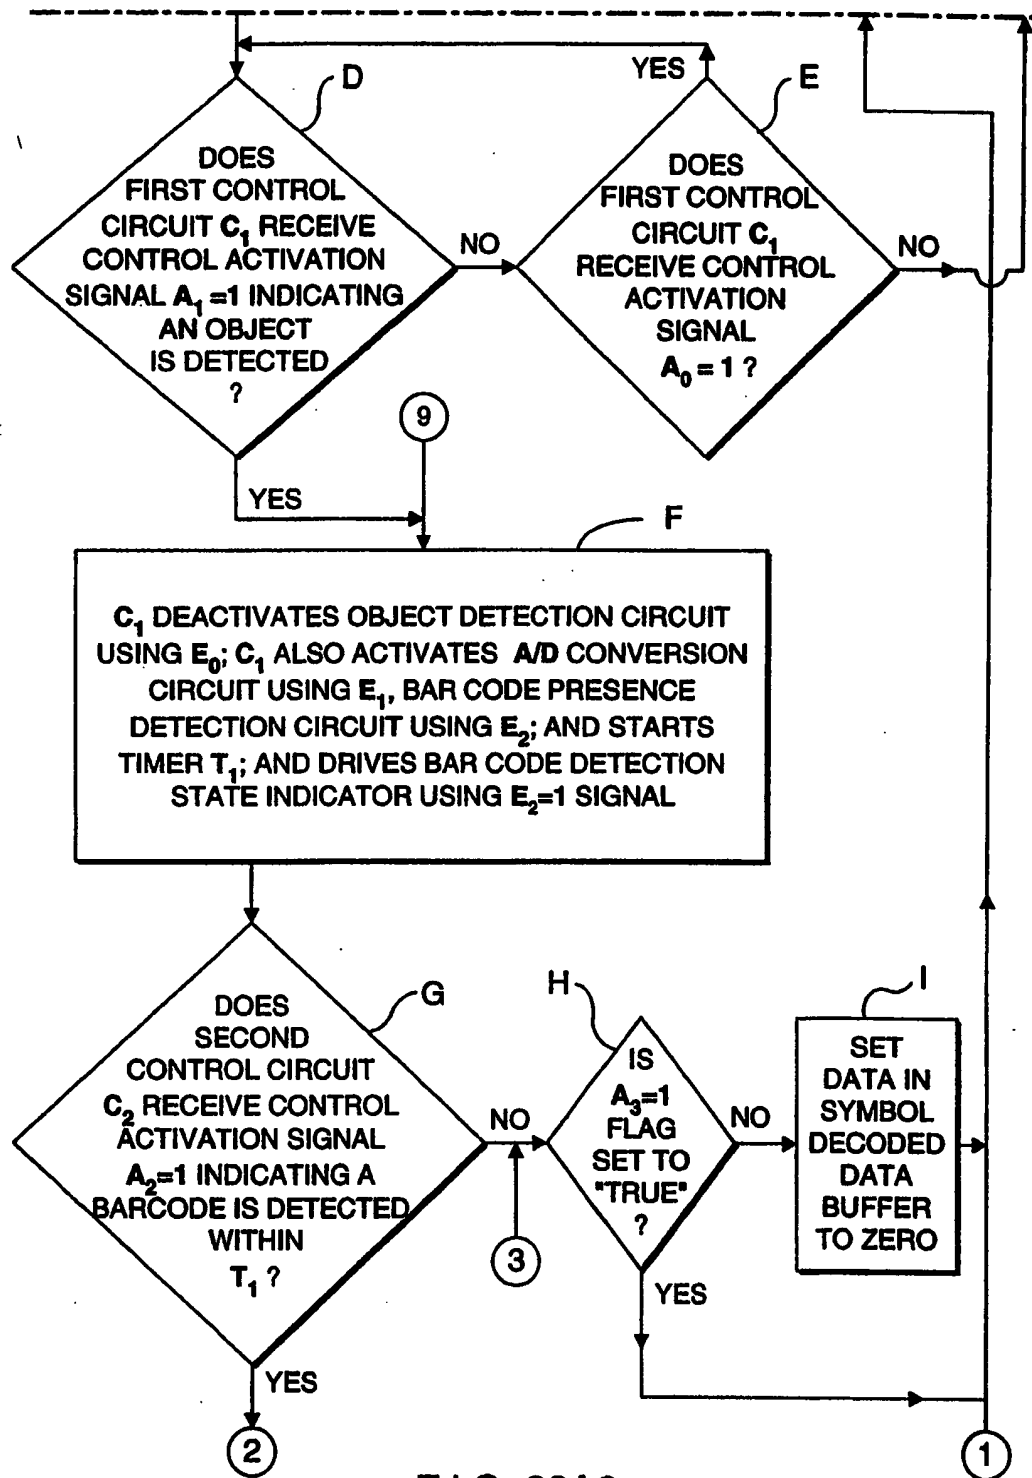 D
YES
E
DOES
FIRST CONTROL
CIRCUIT C₁ RECEIVE
CONTROL ACTIVATION
SIGNAL A₁ =1 INDICATING
AN OBJECT
IS DETECTED
?
NO
DOES
FIRST CONTROL
CIRCUIT C₁
RECEIVE CONTROL
ACTIVATION
SIGNAL
A₀ = 1 ?
NO
9
YES
F
C₁ DEACTIVATES OBJECT DETECTION CIRCUIT
USING E₀; C₁ ALSO ACTIVATES A/D CONVERSION
CIRCUIT USING E₁, BAR CODE PRESENCE
DETECTION CIRCUIT USING E₂; AND STARTS
TIMER T₁; AND DRIVES BAR CODE DETECTION
STATE INDICATOR USING E₂=1 SIGNAL
G
DOES
SECOND
CONTROL CIRCUIT
C₂ RECEIVE CONTROL
ACTIVATION SIGNAL
A₂=1 INDICATING A
BARCODE IS DETECTED
WITHIN
T₁ ?
NO
3
H
IS
A₃=1
FLAG
SET TO
"TRUE"
?
NO
YES
I
SET
DATA IN
SYMBOL
DECODED
DATA
BUFFER
TO ZERO
YES
2
1